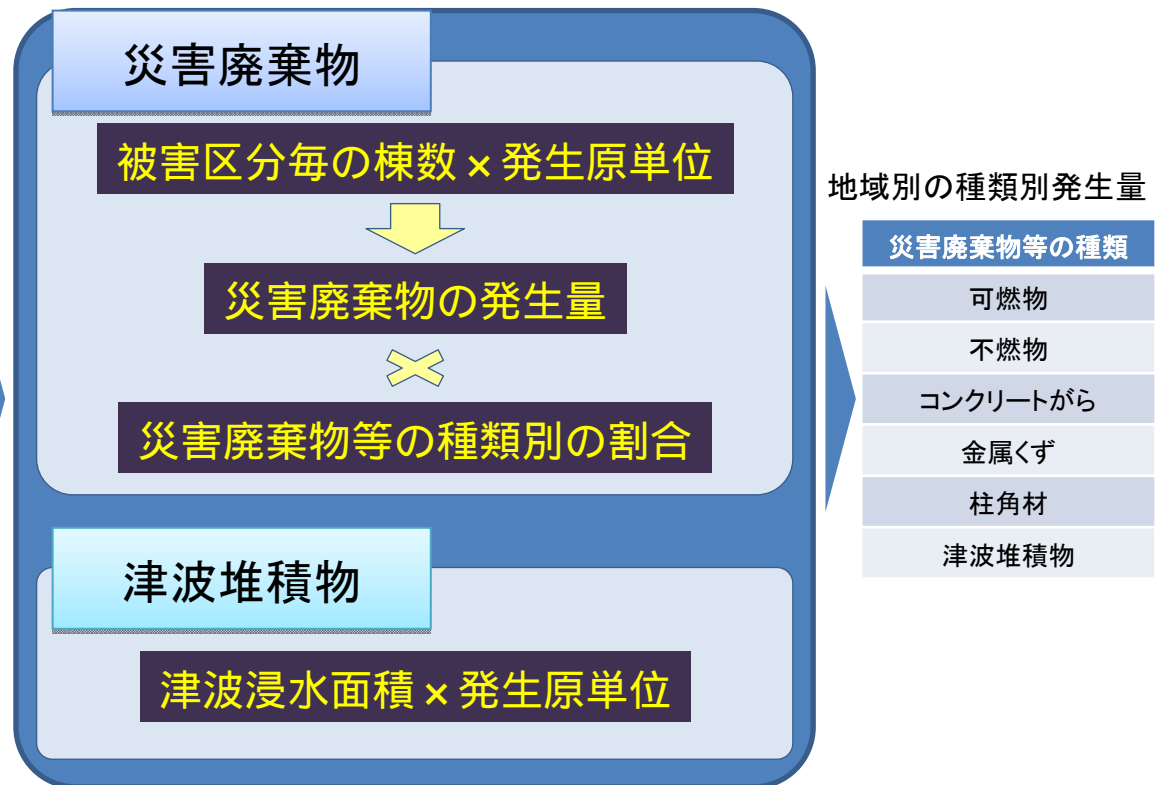 災害廃棄物
被害区分毎の棟数×発生原単位
災害廃棄物の発生量
×
災害廃棄物等の種類別の割合
津波堆積物
津波浸水面積×発生原単位
地域別の種類別発生量
災害廃棄物等の種類
可燃物
不燃物
コンクリートがら
金属くず
柱角材
津波堆積物